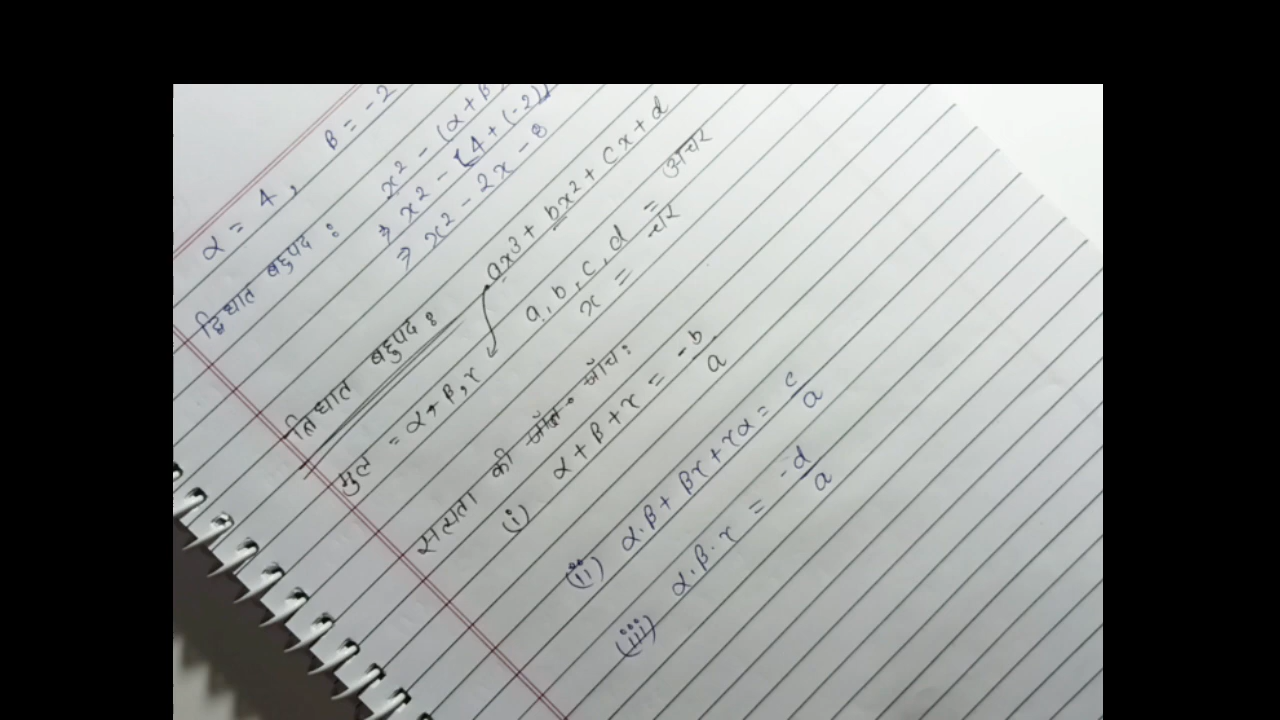 α = 4, β = -2
द्विघात बहुपद : x² - (α + β
⇒ x² - (4 + (-2))
⇒ x² - 2x - 8
त्रिघात बहुपद : ax³ + bx² + cx + d
मूल = α, β, γ a, b, c, d = अचर
x = चर
सत्यता की जाँच :
(i) α + β + γ = -b/a
(ii) α.β + βγ + γα = c/a
(iii) α.β.γ = -d/a